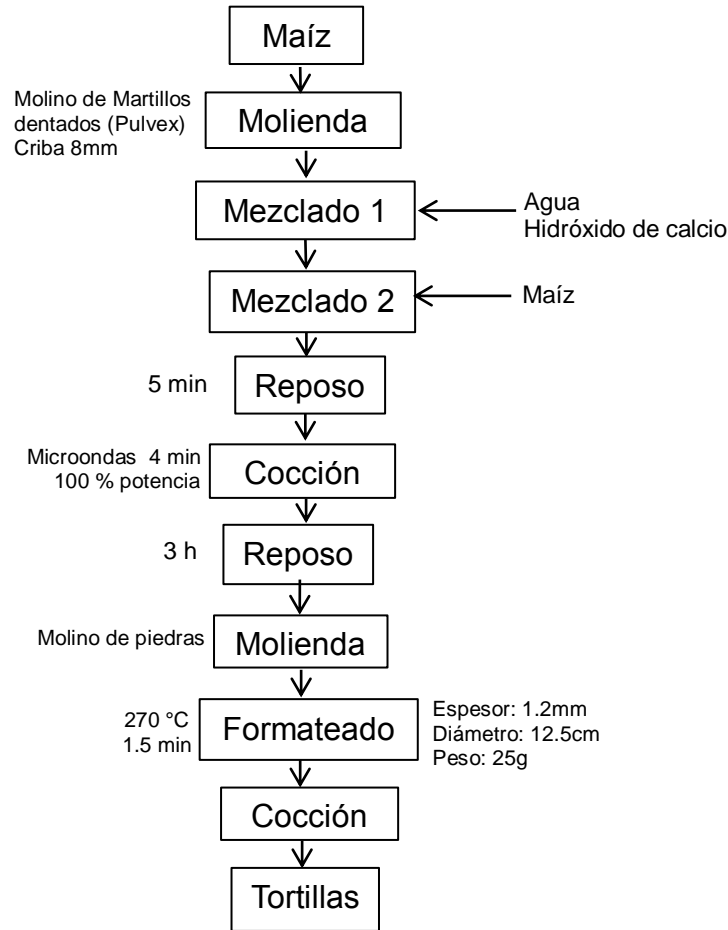 Maíz
Molino de Martillos
dentados (Pulvex)
Criba 8mm
Molienda
Mezclado 1
Agua
Hidróxido de calcio
Mezclado 2
Maíz
5 min
Reposo
Microondas 4 min
100 % potencia
Cocción
3 h
Reposo
Molino de piedras
Molienda
270 °C
1.5 min
Formateado
Espesor: 1.2mm
Diámetro: 12.5cm
Peso: 25g
Cocción
Tortillas